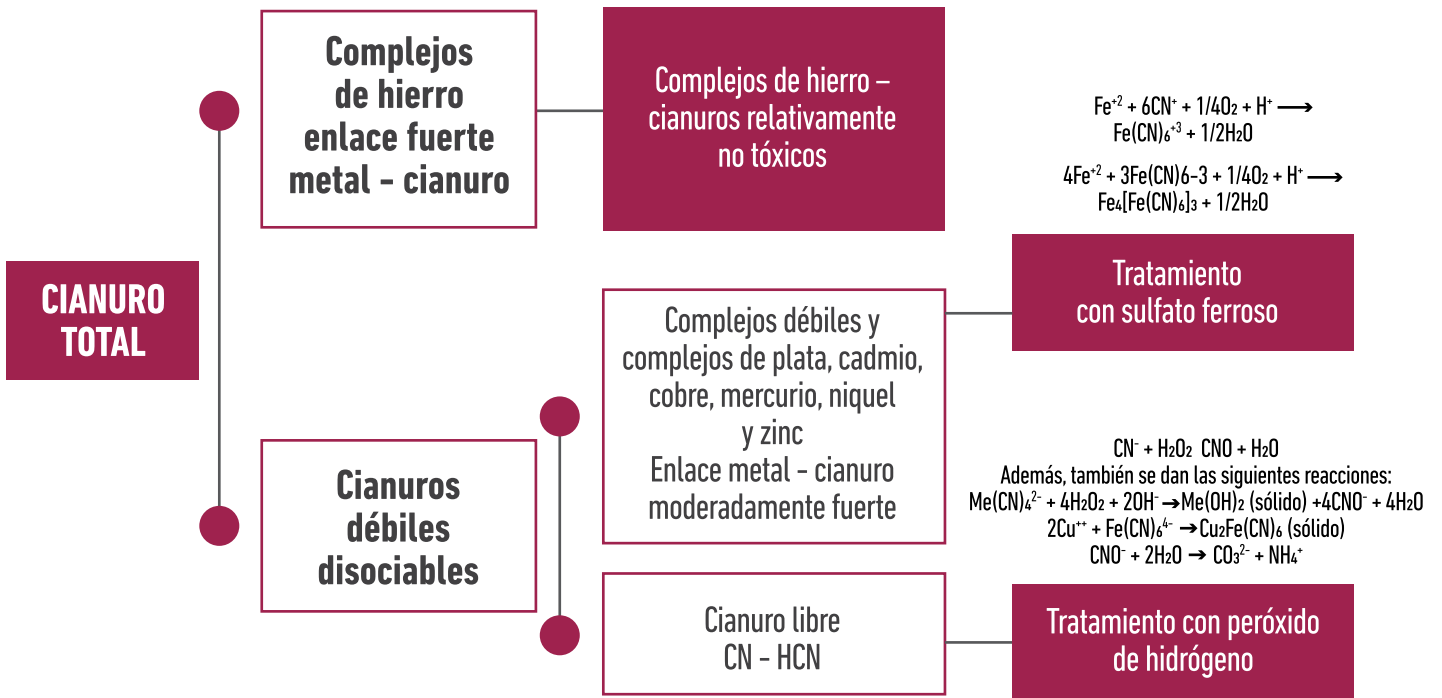 CIANURO
TOTAL
Complejos
de hierro
enlace fuerte
metal - cianuro
Complejos de hierro –
cianuros relativamente
no tóxicos
Fe⁺² + 6CN⁺ + 1/4O₂ + H⁺ ⟶
Fe(CN)₆⁺³ + 1/2H₂O
4Fe⁺² + 3Fe(CN)6-3 + 1/4O₂ + H⁺ ⟶
Fe₄[Fe(CN)₆]₃ + 1/2H₂O
Tratamiento
con sulfato ferroso
Cianuros
débiles
disociables
Complejos débiles y
complejos de plata, cadmio,
cobre, mercurio, niquel
y zinc
Enlace metal - cianuro
moderadamente fuerte
CN⁻ + H₂O₂ CNO + H₂O
Además, también se dan las siguientes reacciones:
Me(CN)₄²⁻ + 4H₂O₂ + 2OH⁻ →Me(OH)₂ (sólido) +4CNO⁻ + 4H₂O
2Cu⁺⁺ + Fe(CN)₆⁴⁻ →Cu₂Fe(CN)₆ (sólido)
CNO⁻ + 2H₂O → CO₃²⁻ + NH₄⁺
Cianuro libre
CN - HCN
Tratamiento con peróxido
de hidrógeno